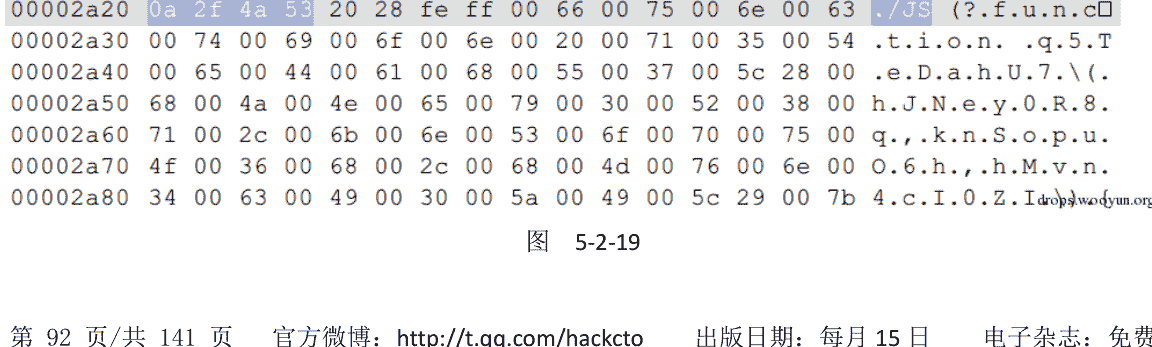 00002a20 0a 2f 4a 53 20 28 fe ff 00 66 00 75 00 6e 00 63 ./JS (?.f.u.n.c□
00002a30 00 74 00 69 00 6f 00 6e 00 20 00 71 00 35 00 54 .t.i.o.n. .q.5.T
00002a40 00 65 00 44 00 61 00 68 00 55 00 37 00 5c 28 00 .e.D.a.h.U.7.\(.
00002a50 68 00 4a 00 4e 00 65 00 79 00 30 00 52 00 38 00 h.J.N.e.y.0.R.8.
00002a60 71 00 2c 00 6b 00 6e 00 53 00 6f 00 70 00 75 00 q.,.k.n.S.o.p.u.
00002a70 4f 00 36 00 68 00 2c 00 68 00 4d 00 76 00 6e 00 O.6.h.,.h.M.v.n.
00002a80 34 00 63 00 49 00 30 00 5a 00 49 00 5c 29 00 7b 4.c.I.0.Z.I.\).{
drops.wooyun.org
图 5-2-19
第 92 页/共 141 页 官方微博：http://t.qq.com/hackcto 出版日期：每月 15 日 电子杂志：免费